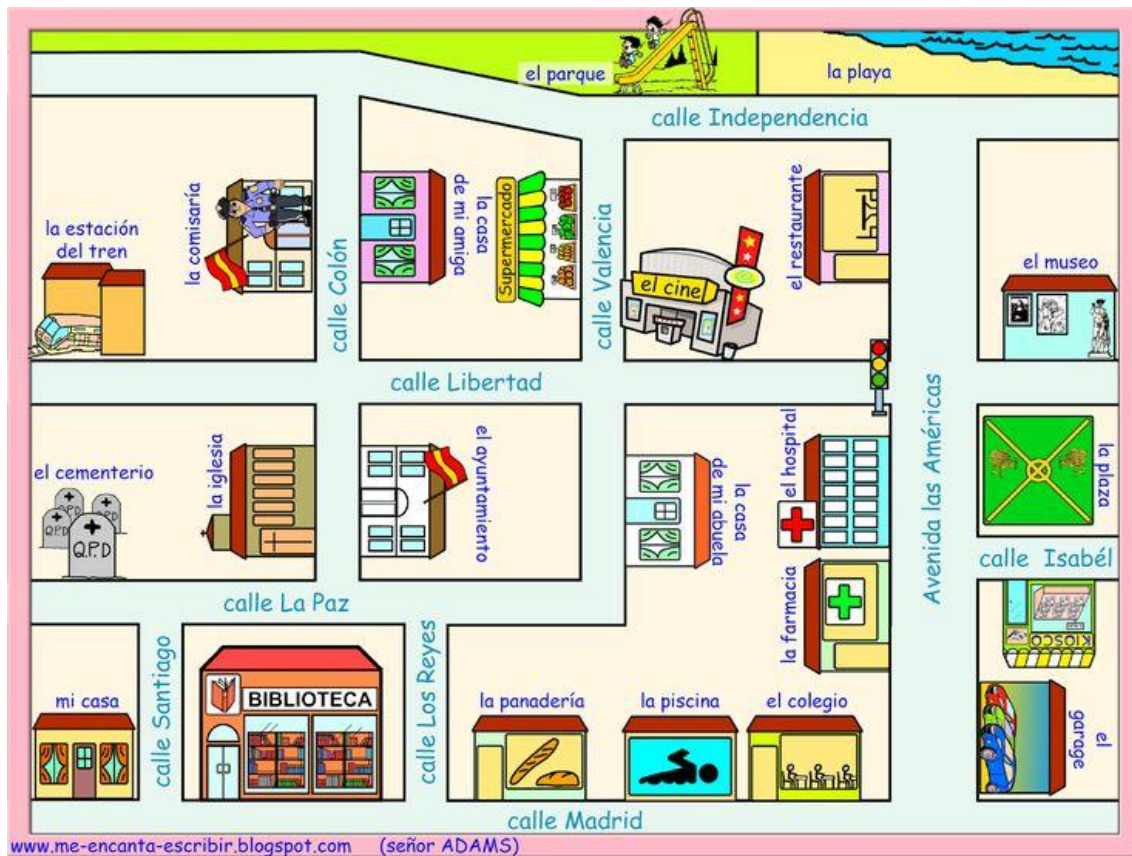 el parque
la playa
calle Independencia
la estación
del tren
la comisaría
calle Colón
la casa
de mi amiga
Supermercado
calle Valencia
el cine
el restaurante
el museo
calle Libertad
Avenida las Américas
el cementerio
Q.P.D
Q.P.D
Q.P.D
la iglesia
el ayuntamiento
la casa
de mi abuela
el hospital
la plaza
calle Isabél
calle La Paz
la farmacia
KIOSCO
mi casa
calle Santiago
BIBLIOTECA
calle Los Reyes
la panadería
la piscina
el colegio
el
garage
calle Madrid
www.me-encanta-escribir.blogspot.com (señor ADAMS)